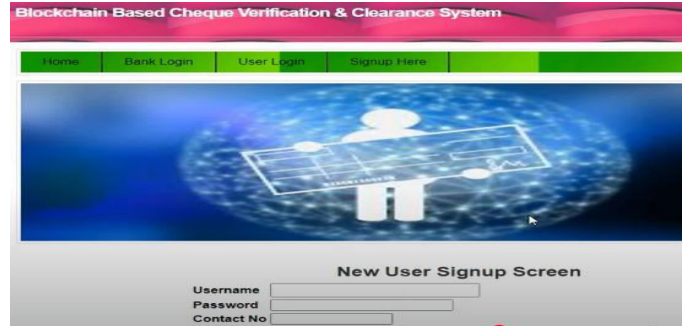 Blockchain Based Cheque Verification & Clearance System
Home Bank Login User Login Signup Here
New User Signup Screen
Username
Password
Contact No